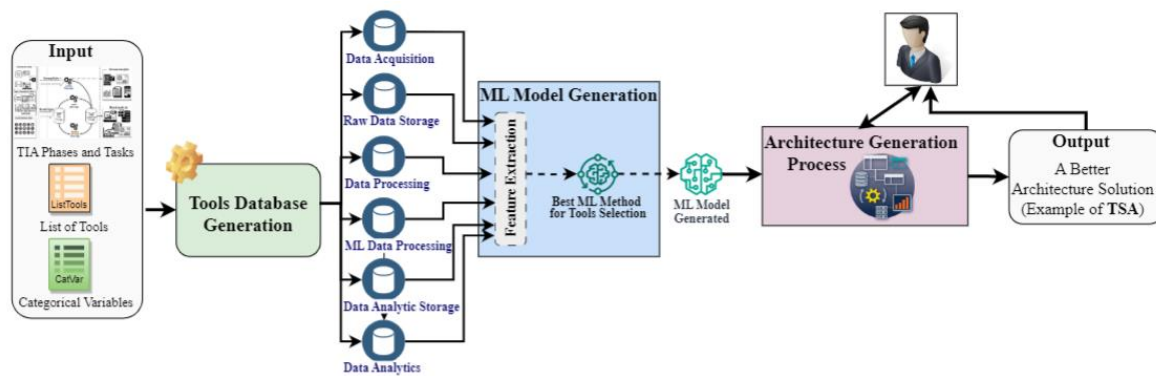 Input
TIA Phases and Tasks
ListTools
List of Tools
CatVar
Categorical Variables
Tools Database
Generation
Data Acquisition
Raw Data Storage
Data Processing
ML Data Processing
Data Analytic Storage
Data Analytics
ML Model Generation
Feature Extraction
Best ML Method
for Tools Selection
ML Model
Generated
Architecture Generation
Process
Output
A Better
Architecture Solution
(Example of TSA)